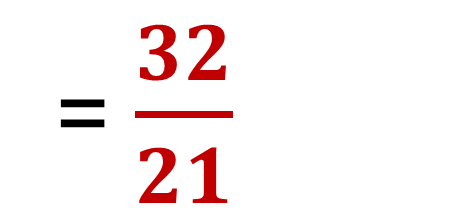 = 32/21